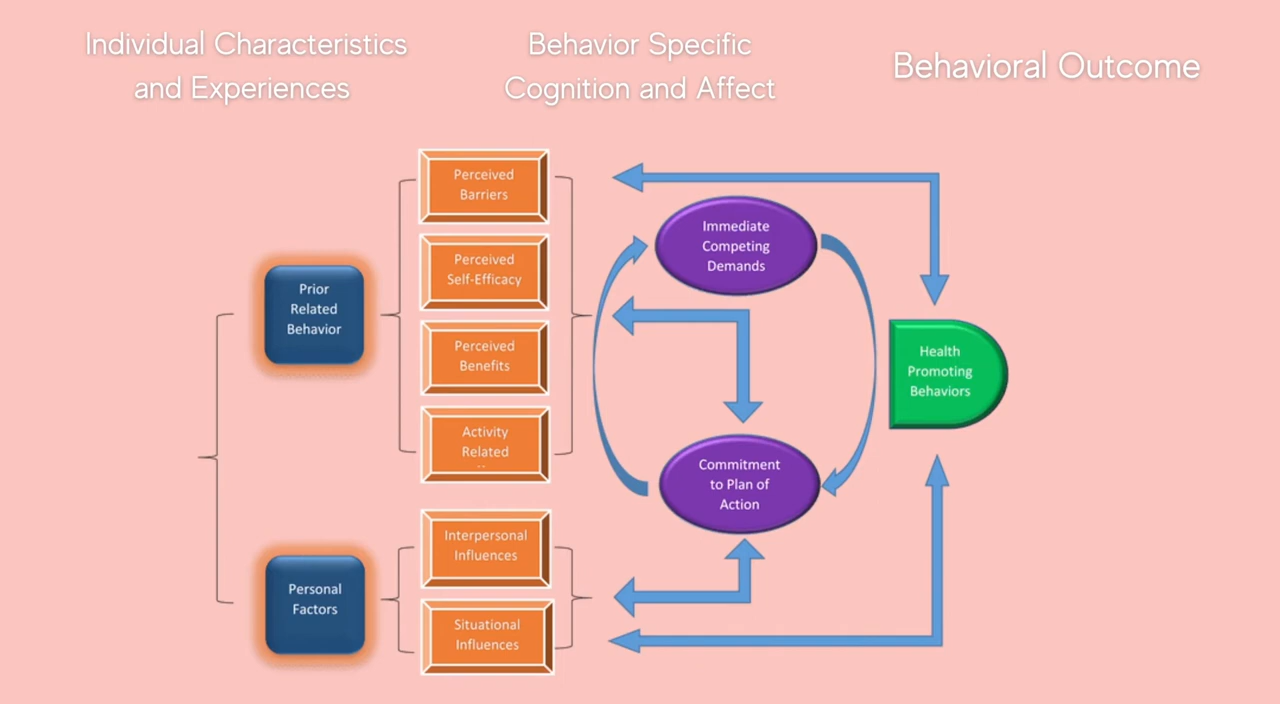 Individual Characteristics
and Experiences
Behavior Specific
Cognition and Affect
Behavioral Outcome
Perceived
Barriers
Perceived
Self-Efficacy
Perceived
Benefits
Activity
Related
Interpersonal
Influences
Situational
Influences
Prior
Related
Behavior
Personal
Factors
Immediate
Competing
Demands
Commitment
to Plan of
Action
Health
Promoting
Behaviors